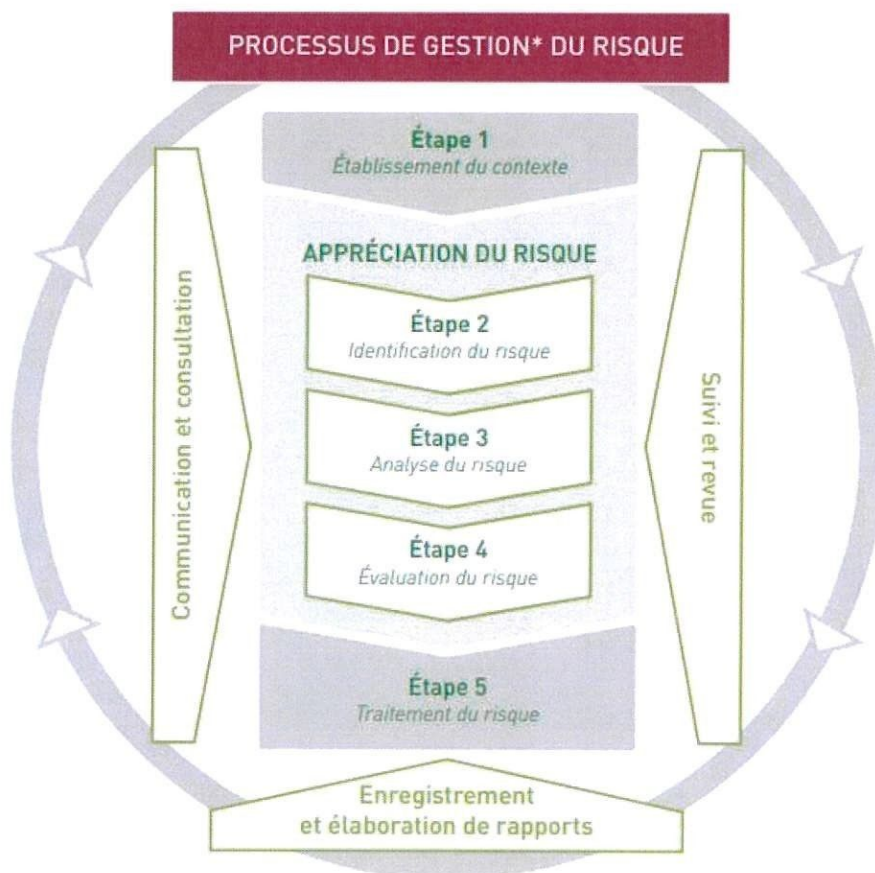 PROCESSUS DE GESTION* DU RISQUE
Étape 1
Établissement du contexte
APPRÉCIATION DU RISQUE
Étape 2
Identification du risque
Étape 3
Analyse du risque
Étape 4
Évaluation du risque
Étape 5
Traitement du risque
Communication et consultation
Suivi et revue
Enregistrement
et élaboration de rapports